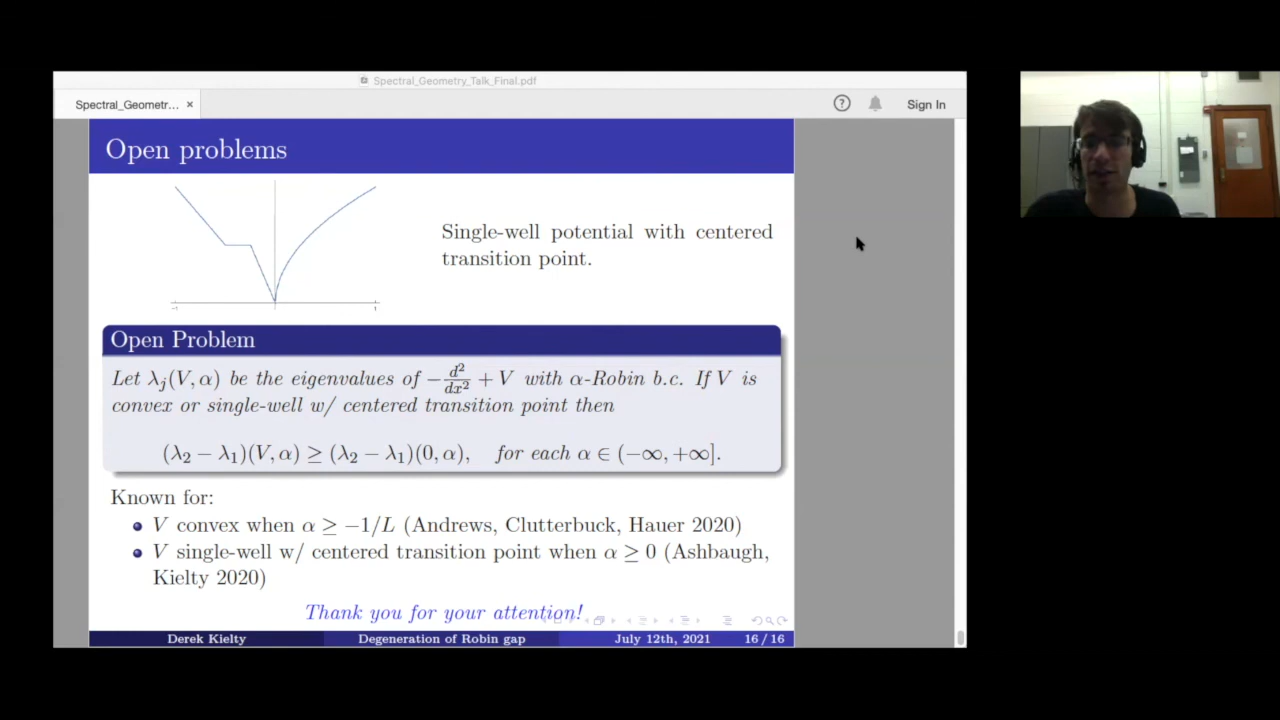 Spectral_Geometry_Talk_Final.pdf
Spectral_Geometr... ×
Sign In
Open problems
-1
1
Single-well potential with centered
transition point.
Open Problem
Let λ_j(V, α) be the eigenvalues of −d²/dx² + V with α-Robin b.c. If V is
convex or single-well w/ centered transition point then
(λ₂ − λ₁)(V, α) ≥ (λ₂ − λ₁)(0, α), for each α ∈ (−∞, +∞].
Known for:
V convex when α ≥ −1/L (Andrews, Clutterbuck, Hauer 2020)
V single-well w/ centered transition point when α ≥ 0 (Ashbaugh,
Kielty 2020)
Thank you for your attention!
Derek Kielty Degeneration of Robin gap July 12th, 2021 16 / 16